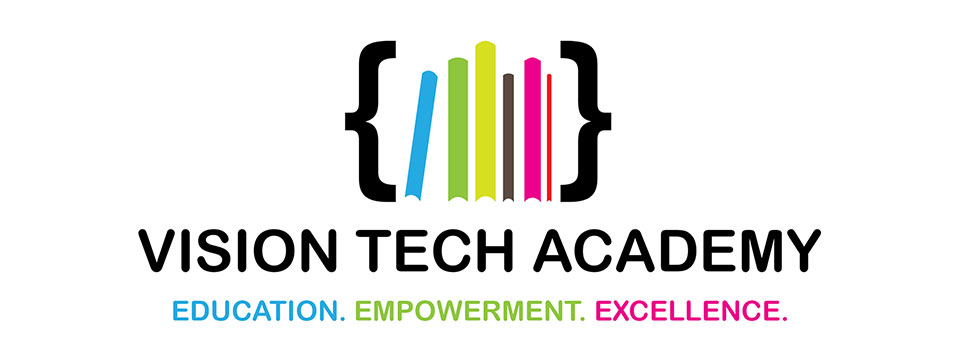 { }
VISION TECH ACADEMY
EDUCATION. EMPOWERMENT. EXCELLENCE.